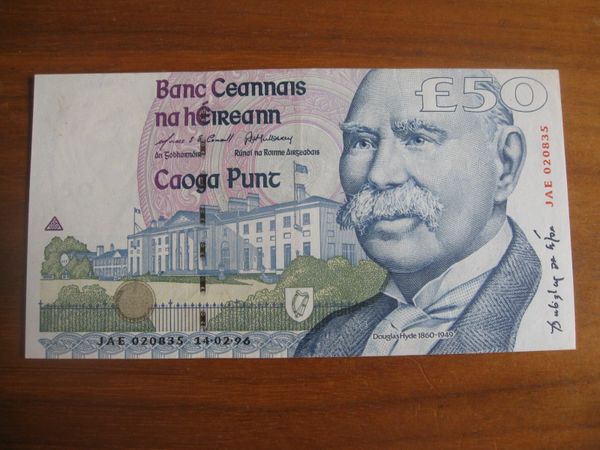 Banc Ceannais
na hÉireann
£50
An Gobharnóir
Rúnaí na Roinne Airgeadais
Caoga Punt
JAE 020835
JAE 020835 14·02·96
Douglas Hyde 1860-1949